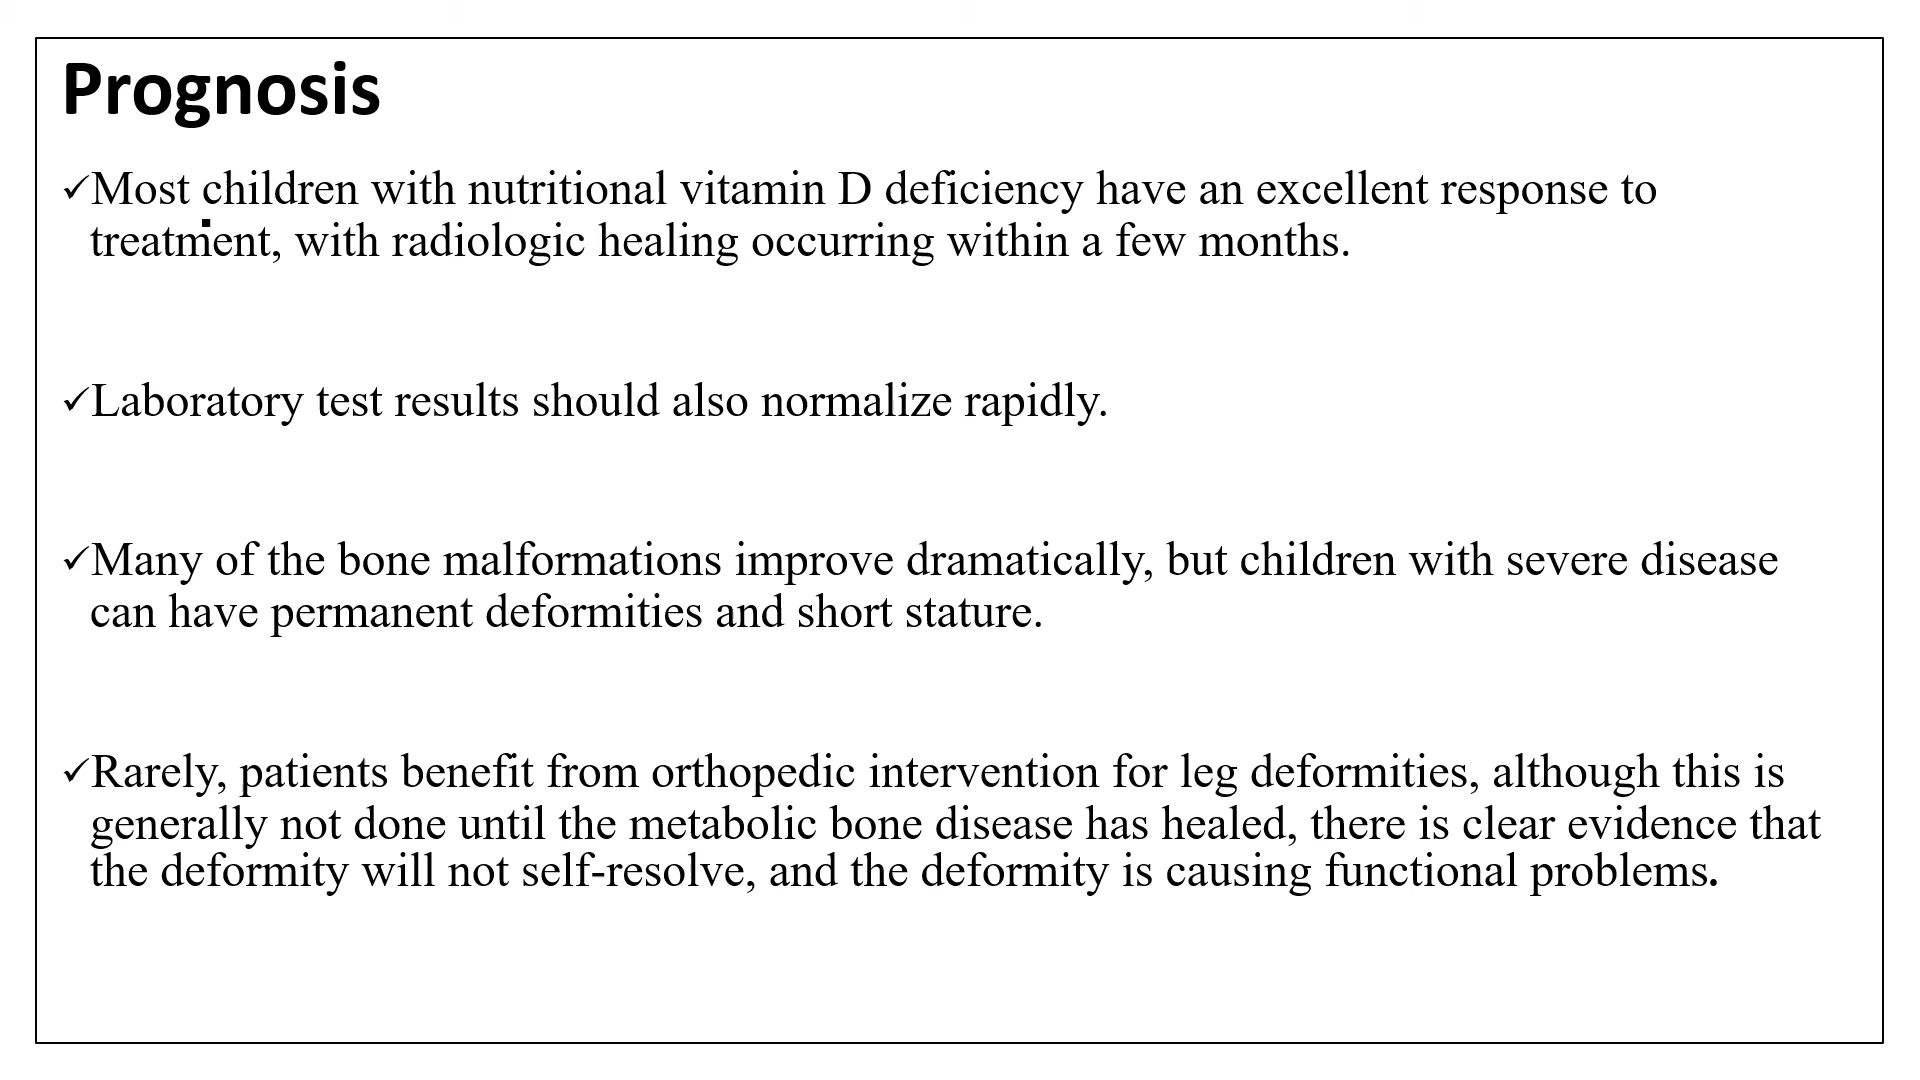 Prognosis
✓Most children with nutritional vitamin D deficiency have an excellent response to
treatment, with radiologic healing occurring within a few months.
✓Laboratory test results should also normalize rapidly.
✓Many of the bone malformations improve dramatically, but children with severe disease
can have permanent deformities and short stature.
✓Rarely, patients benefit from orthopedic intervention for leg deformities, although this is
generally not done until the metabolic bone disease has healed, there is clear evidence that
the deformity will not self-resolve, and the deformity is causing functional problems.